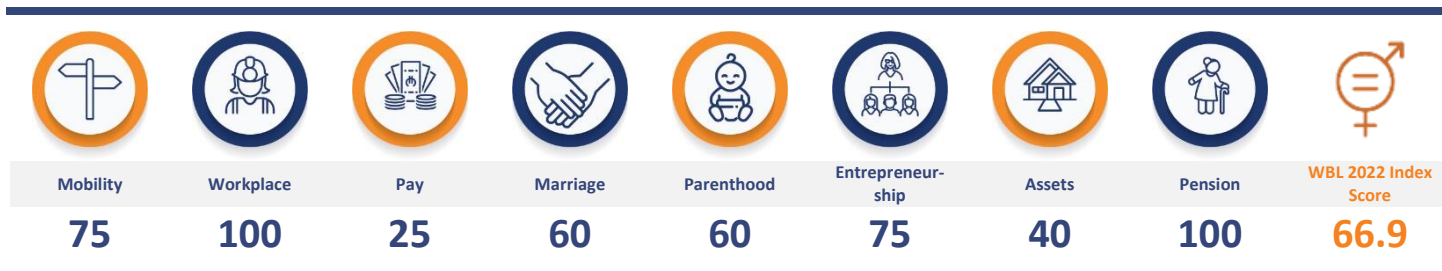 Mobility
Workplace
Pay
Marriage
Parenthood
Entrepreneur-
ship
Assets
Pension
WBL 2022 Index
Score
75
100
25
60
60
75
40
100
66.9